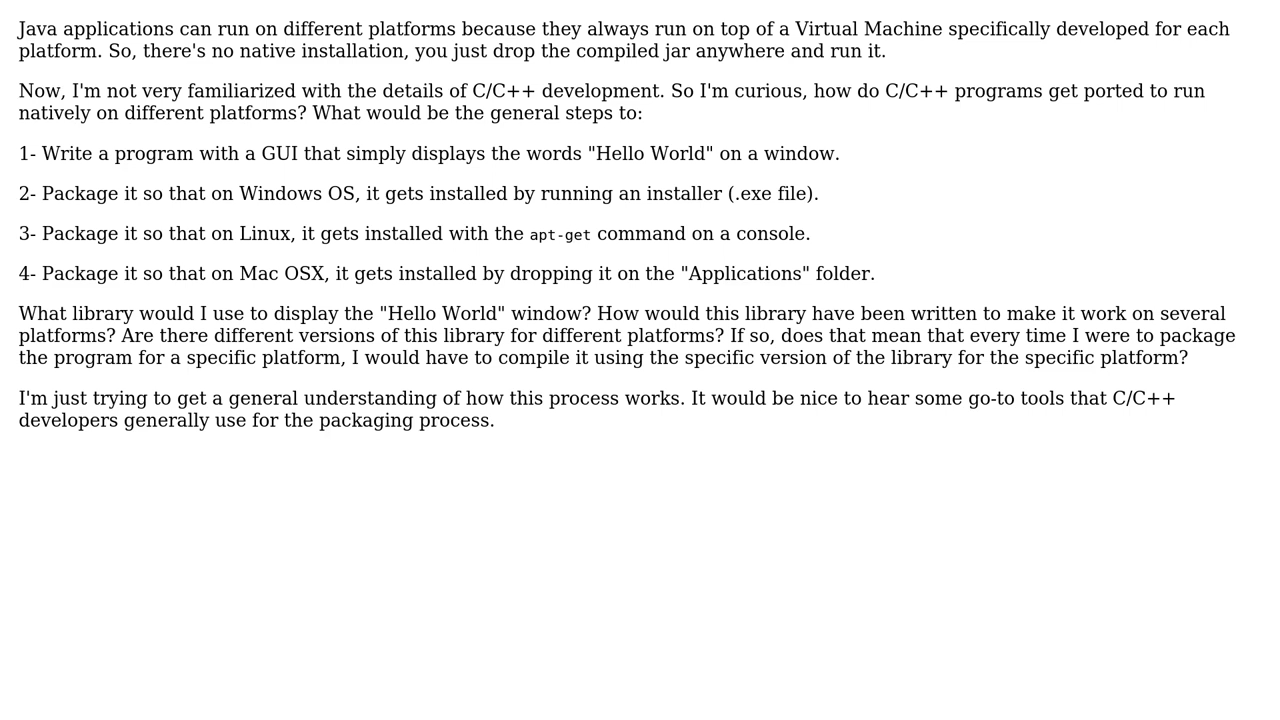 Java applications can run on different platforms because they always run on top of a Virtual Machine specifically developed for each
platform. So, there's no native installation, you just drop the compiled jar anywhere and run it.
Now, I'm not very familiarized with the details of C/C++ development. So I'm curious, how do C/C++ programs get ported to run
natively on different platforms? What would be the general steps to:
1- Write a program with a GUI that simply displays the words "Hello World" on a window.
2- Package it so that on Windows OS, it gets installed by running an installer (.exe file).
3- Package it so that on Linux, it gets installed with the apt-get command on a console.
4- Package it so that on Mac OSX, it gets installed by dropping it on the "Applications" folder.
What library would I use to display the "Hello World" window? How would this library have been written to make it work on several
platforms? Are there different versions of this library for different platforms? If so, does that mean that every time I were to package
the program for a specific platform, I would have to compile it using the specific version of the library for the specific platform?
I'm just trying to get a general understanding of how this process works. It would be nice to hear some go-to tools that C/C++
developers generally use for the packaging process.